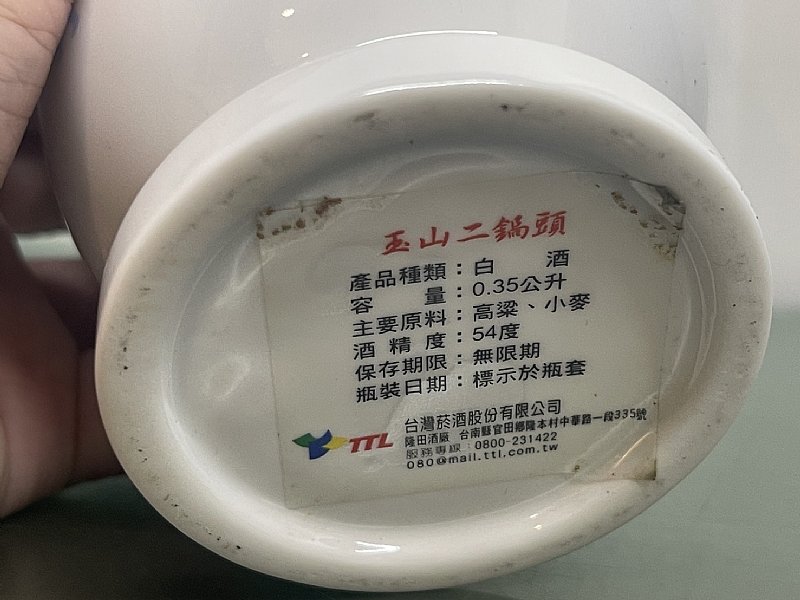 玉山二鍋頭
產品種類：白　酒
容　量：0.35公升
主要原料：高粱、小麥
酒精度：54度
保存期限：無限期
瓶裝日期：標示於瓶套
TTL
台灣菸酒股份有限公司
隆田酒廠 台南縣官田鄉隆本村中華路一段335號
服務專線：0800-231422
080@mail.ttl.com.tw